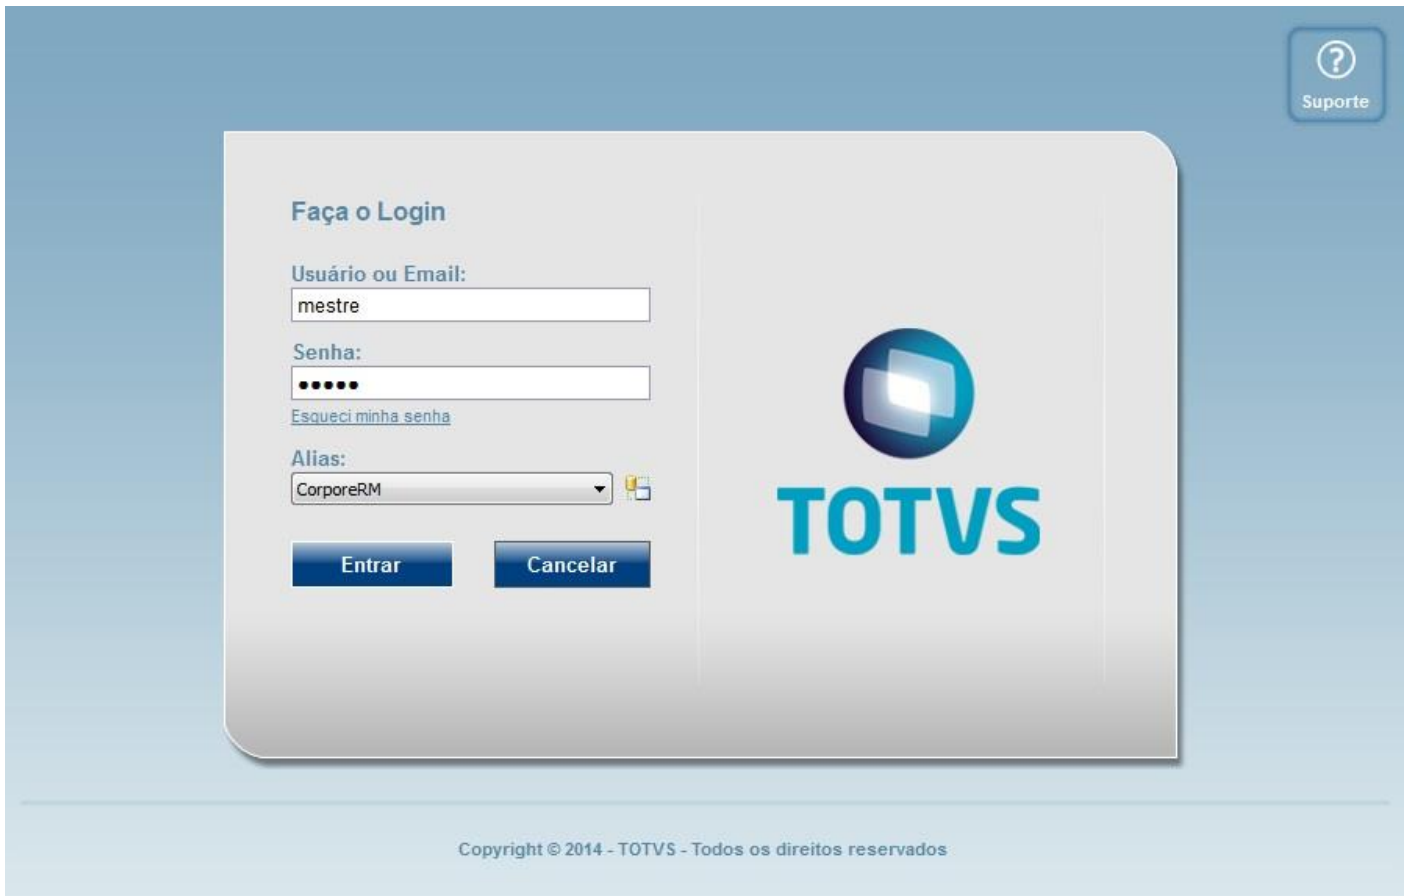 ?
Suporte
Faça o Login
Usuário ou Email:
mestre
Senha:
•••••
Esqueci minha senha
Alias:
CorporeRM
Entrar Cancelar
TOTVS
Copyright © 2014 - TOTVS - Todos os direitos reservados